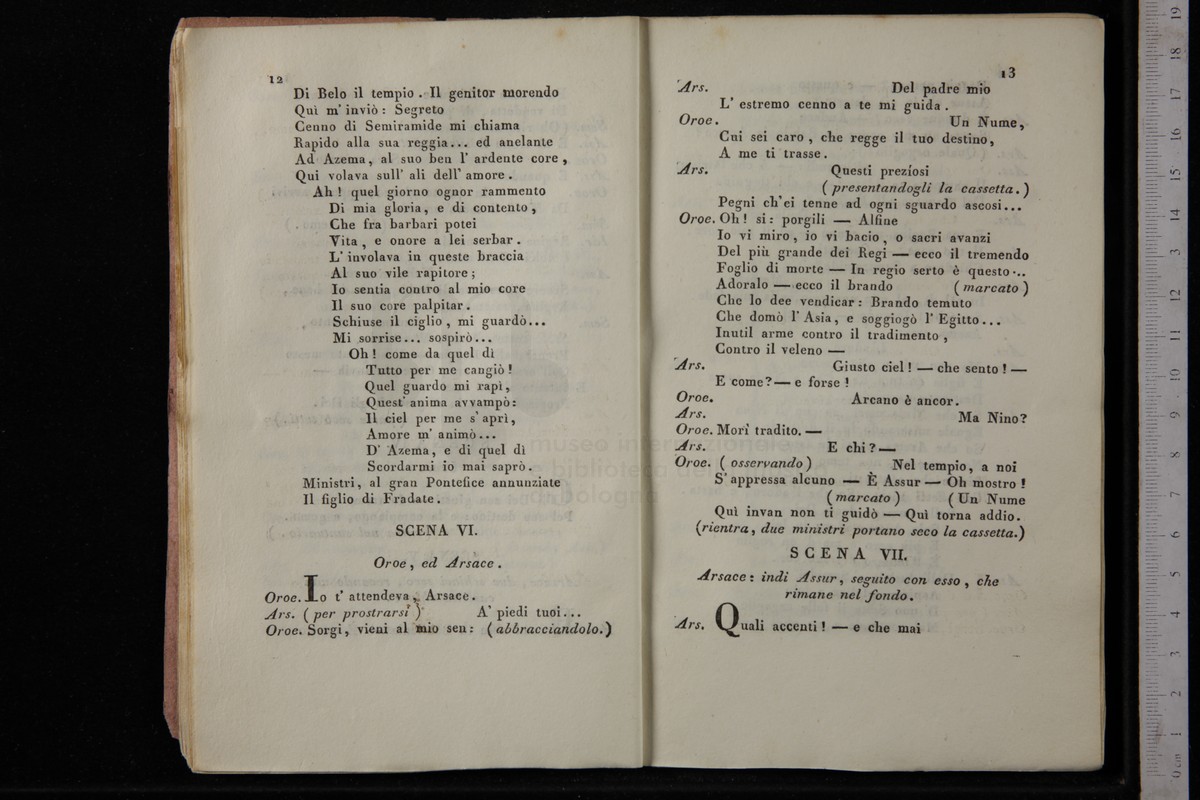 12
Di Belo il tempio . Il genitor morendo
Quì m' inviò : Segreto
Cenno di Semiramide mi chiama
Rapido alla sua reggia... ed anelante
Ad Azema, al suo ben l' ardente core ,
Qui volava sull' ali dell' amore .
Ah ! quel giorno ognor rammento
Di mia gloria, e di contento ,
Che fra barbari potei
Vita , e onore a lei serbar .
L' involava in queste braccia
Al suo vile rapitore ;
Io sentia contro al mio core
Il suo core palpitar .
Schiuse il ciglio , mi guardò...
Mi sorrise... sospirò...
Oh ! come da quel dì
Tutto per me cangiò !
Quel guardo mi rapì ,
Quest' anima avvampò :
Il ciel per me s' aprì ,
Amore m' animò...
D' Azema, e di quel dì
Scordarmi io mai saprò .
Ministri, al gran Pontefice annunziate
Il figlio di Fradate .
SCENA VI.
Oroe , ed Arsace .
Oroe. Io t' attendeva , Arsace .
Ars. ( per prostrarsi ) A' piedi tuoi...
Oroe. Sorgi, vieni al mio sen : ( abbracciandolo. )
13
Ars. Del padre mio
L' estremo cenno a te mi guida .
Oroe. Un Nume,
Cui sei caro , che regge il tuo destino,
A me ti trasse .
Ars. Questi preziosi
( presentandogli la cassetta. )
Pegni ch'ei tenne ad ogni sguardo ascosi...
Oroe. Oh ! si : porgili — Alfine
Io vi miro , io vi bacio , o sacri avanzi
Del più grande dei Regi — ecco il tremendo
Foglio di morte — In regio serto è questo...
Adoralo — ecco il brando ( marcato )
Che lo dee vendicar : Brando temuto
Che domò l' Asia, e soggiogò l' Egitto...
Inutil arme contro il tradimento ,
Contro il veleno —
Ars. Giusto ciel ! — che sento ! —
E come? — e forse !
Oroe. Arcano è ancor .
Ars. Ma Nino?
Oroe. Morì tradito. —
Ars. E chi ? —
Oroe. ( osservando ) Nel tempio, a noi
S' appressa alcuno — È Assur — Oh mostro !
( marcato ) ( Un Nume
Quì invan non ti guidò — Quì torna addio.
(rientra, due ministri portano seco la cassetta.)
SCENA VII.
Arsace : indi Assur , seguito con esso , che
rimane nel fondo .
Ars. Quali accenti ! — e che mai